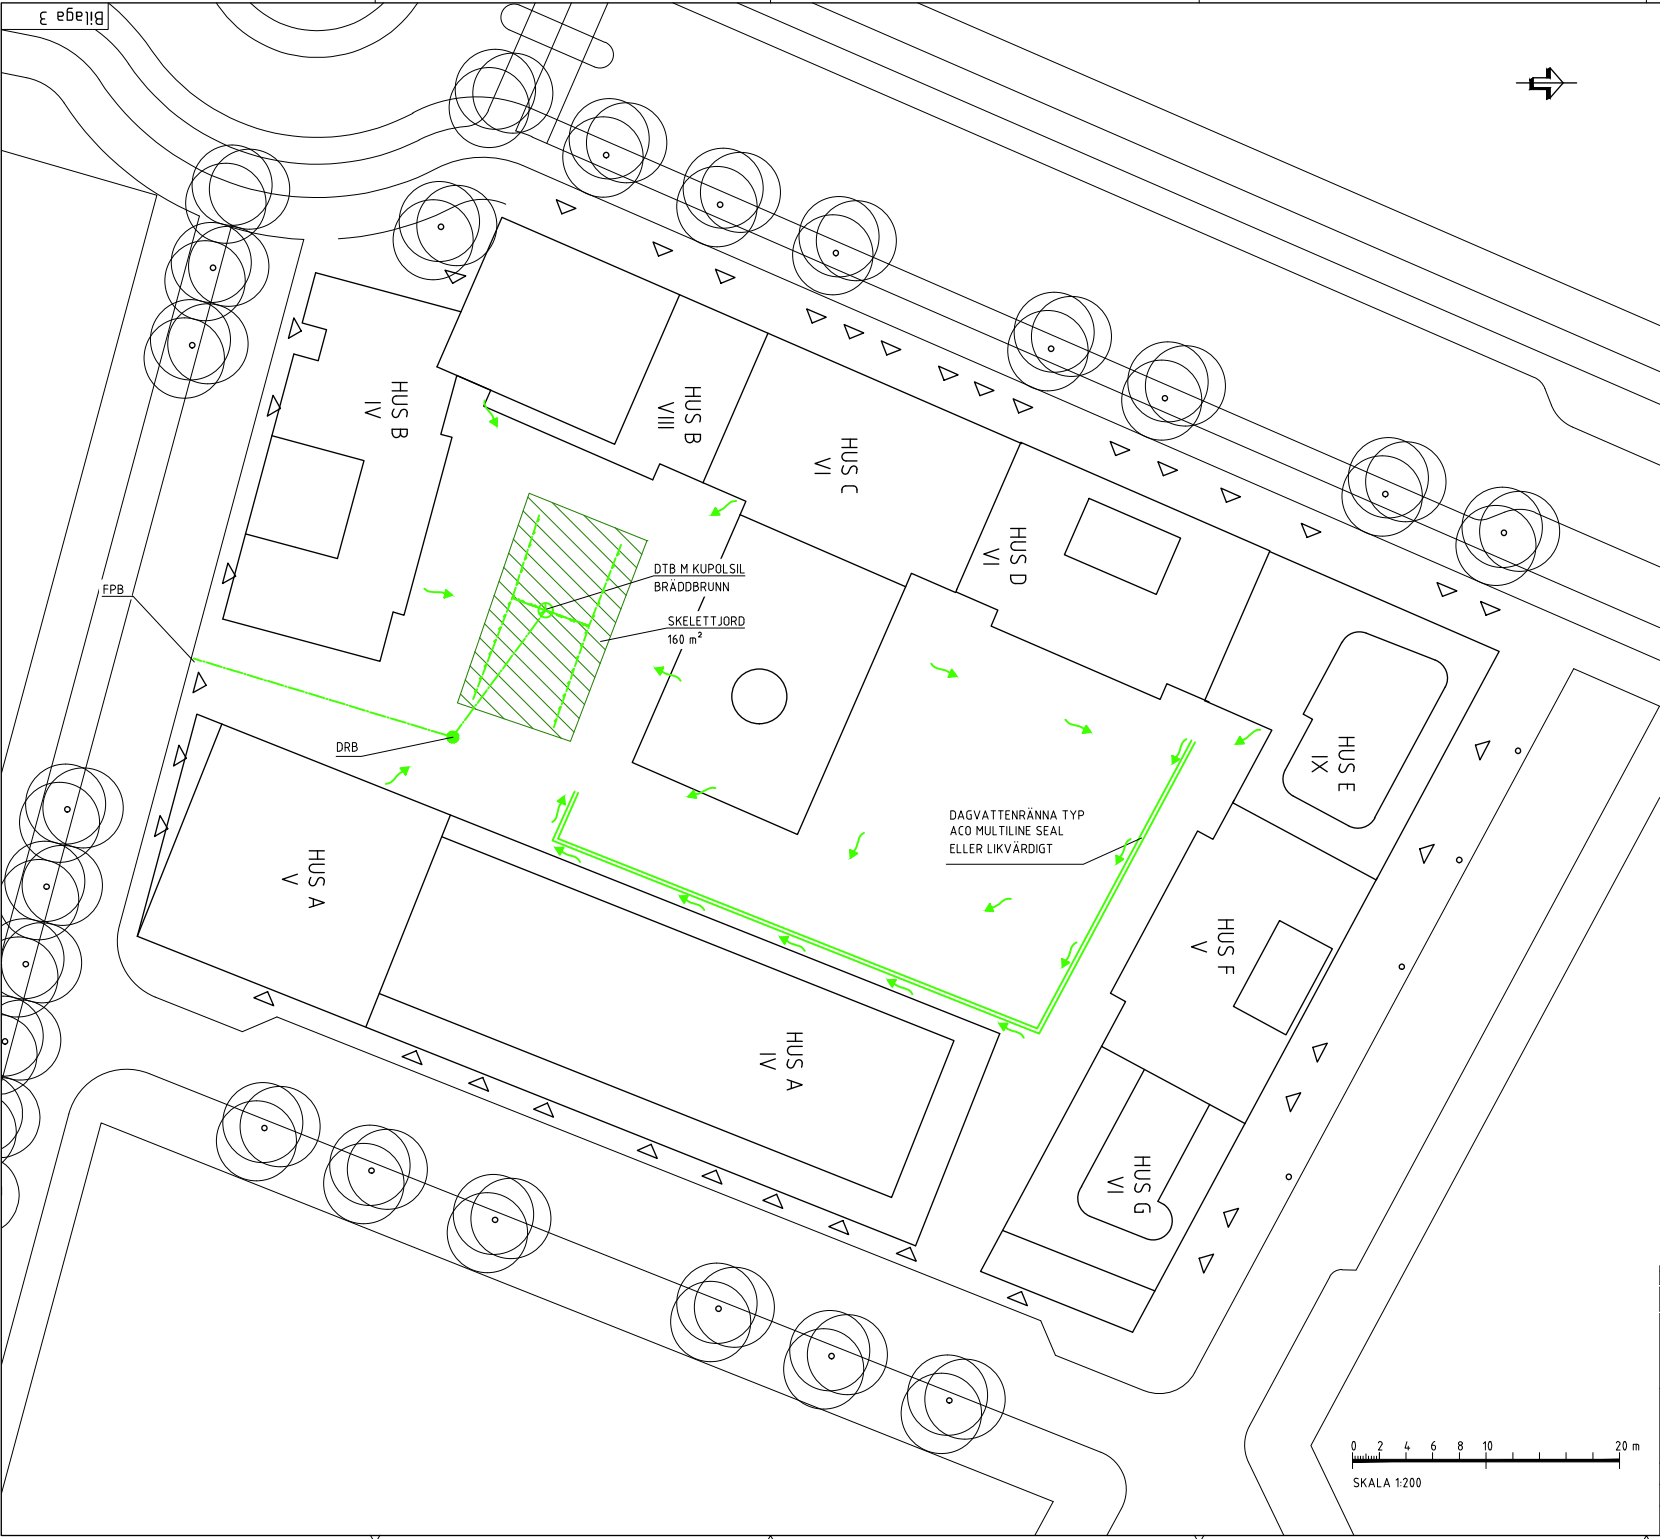 Bilaga 3
HUS B
IV
HUS B
VIII
HUS C
VI
HUS D
VI
DTB M KUPOLSIL
BRÄDDBRUNN
FPB
SKELETTJORD
160 m²
HUS E
IX
DRB
DAGVATTENRÄNNA TYP
ACO MULTILINE SEAL
ELLER LIKVÄRDIGT
HUS A
V
HUS F
V
HUS A
IV
HUS G
VI
0 2 4 6 8 10 20 m
SKALA 1:200